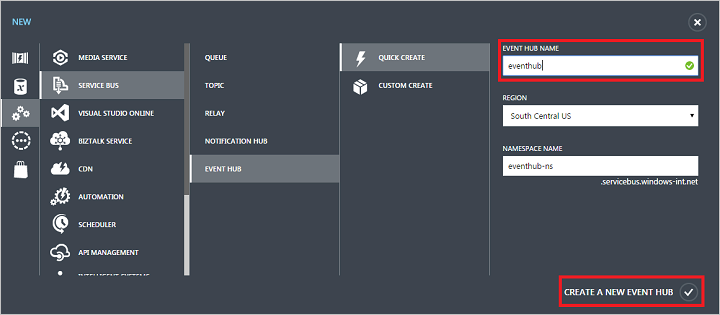 NEW
MEDIA SERVICE
SERVICE BUS
VISUAL STUDIO ONLINE
BIZTALK SERVICE
CDN
AUTOMATION
SCHEDULER
API MANAGEMENT
INTELLIGENT SYSTEMS
QUEUE
TOPIC
RELAY
NOTIFICATION HUB
EVENT HUB
QUICK CREATE
CUSTOM CREATE
EVENT HUB NAME
eventhub
REGION
South Central US
NAMESPACE NAME
eventhub-ns
.servicebus.windows-int.net
CREATE A NEW EVENT HUB